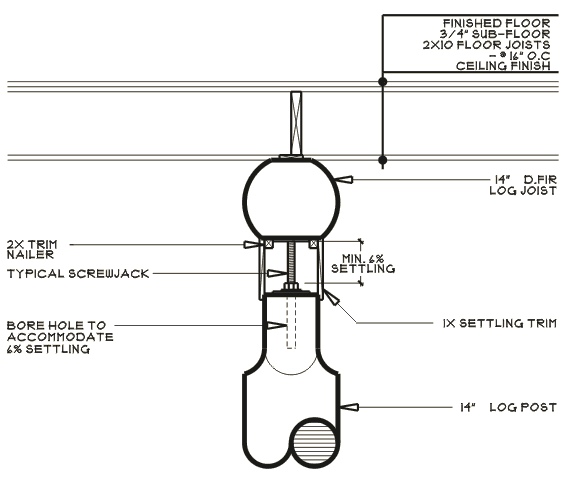 FINISHED FLOOR
3/4" SUB-FLOOR
2X10 FLOOR JOISTS
- @ 16" O.C
CEILING FINISH
14" D.FIR
LOG JOIST
2X TRIM
NAILER
MIN. 6%
SETTLING
TYPICAL SCREWJACK
BORE HOLE TO
ACCOMMODATE
6% SETTLING
1X SETTLING TRIM
14" LOG POST